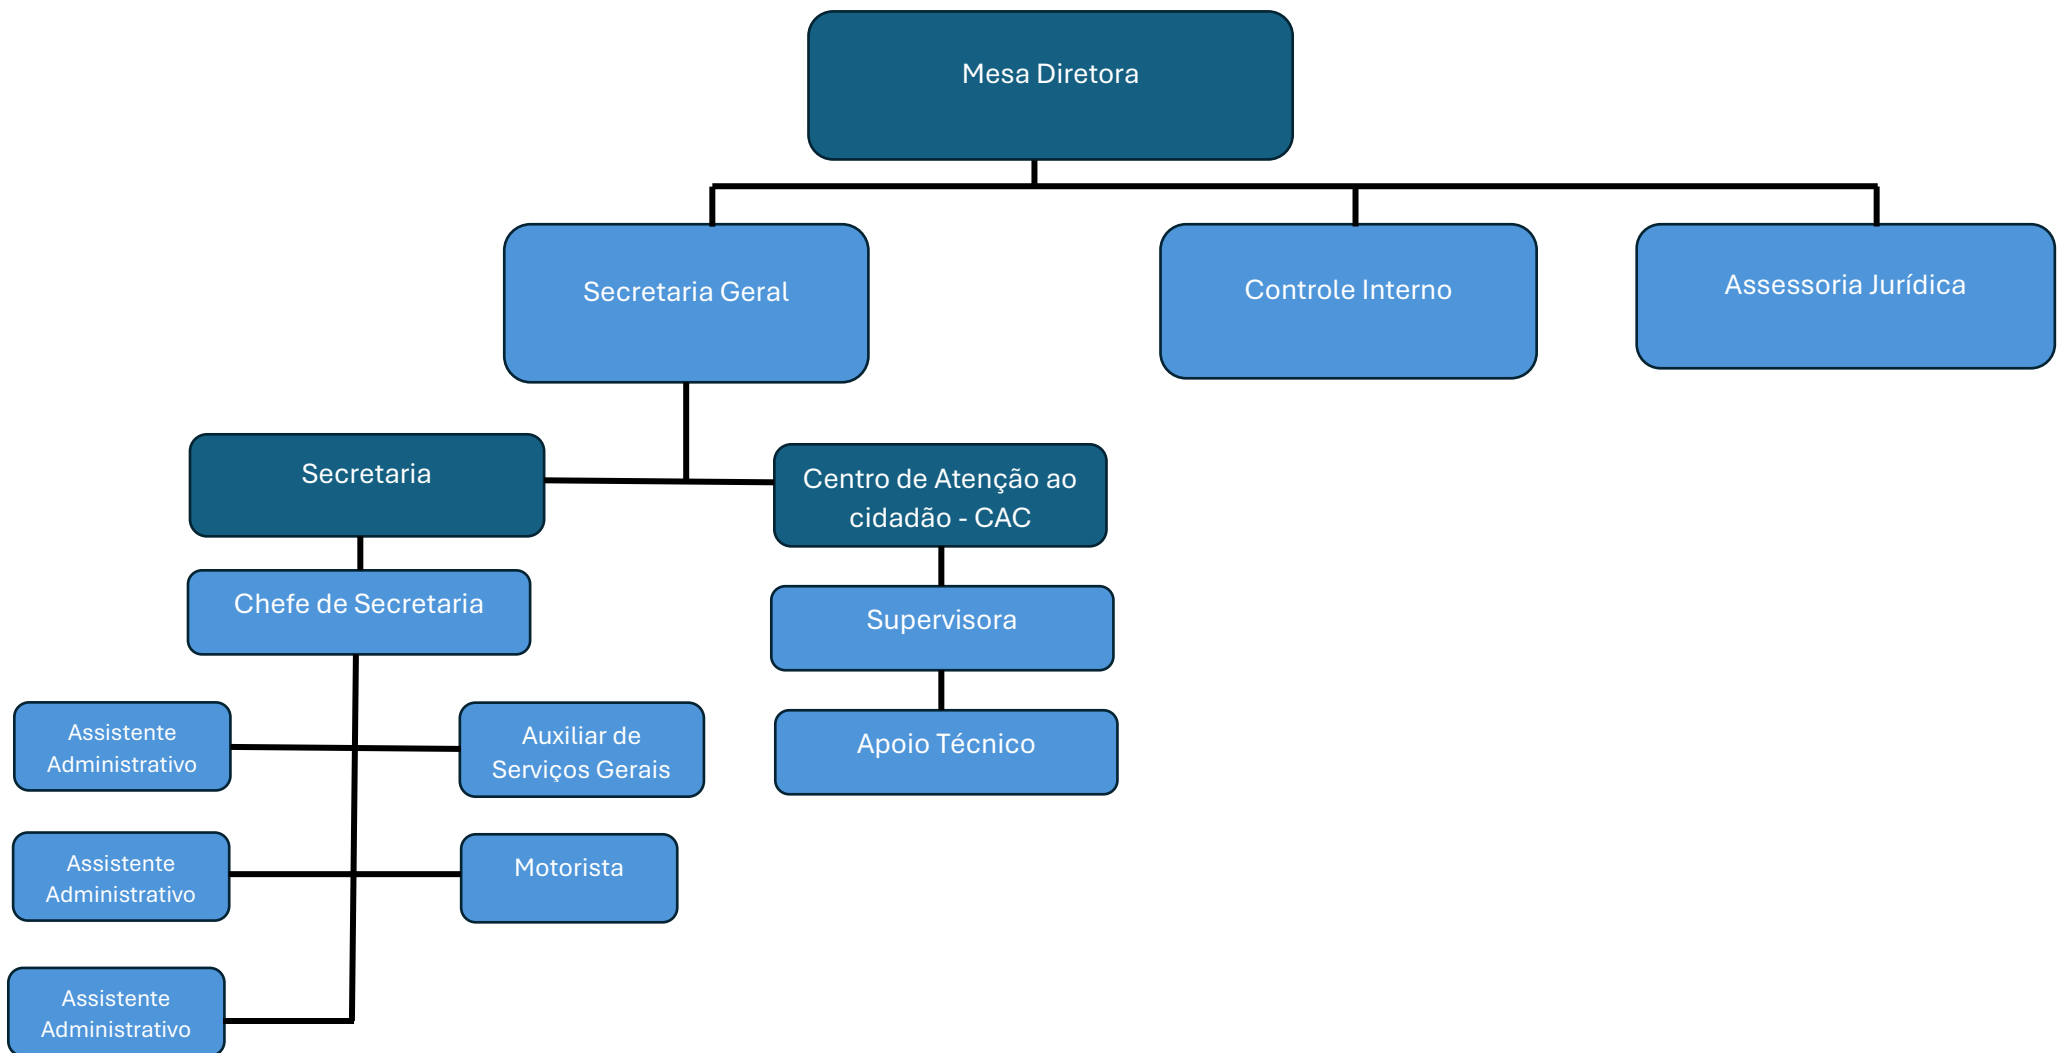 Mesa Diretora
Secretaria Geral
Controle Interno
Assessoria Jurídica
Secretaria
Centro de Atenção ao
cidadão - CAC
Chefe de Secretaria
Supervisora
Assistente
Administrativo
Auxiliar de
Serviços Gerais
Apoio Técnico
Assistente
Administrativo
Motorista
Assistente
Administrativo